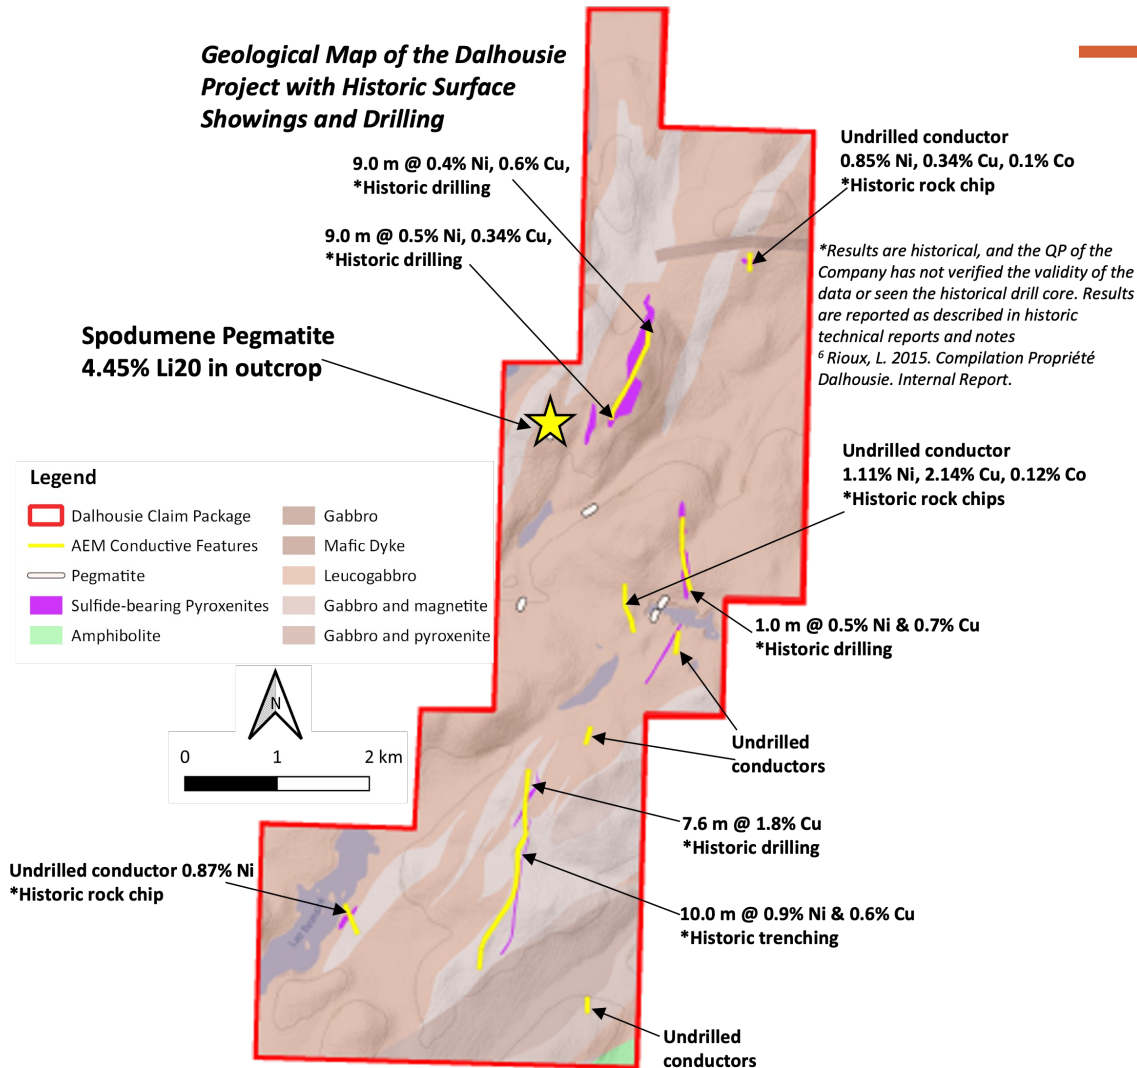 Geological Map of the Dalhousie
Project with Historic Surface
Showings and Drilling
9.0 m @ 0.4% Ni, 0.6% Cu,
*Historic drilling
9.0 m @ 0.5% Ni, 0.34% Cu,
*Historic drilling
Undrilled conductor
0.85% Ni, 0.34% Cu, 0.1% Co
*Historic rock chip
*Results are historical, and the QP of the
Company has not verified the validity of the
data or seen the historical drill core. Results
are reported as described in historic
technical reports and notes
6 Rioux, L. 2015. Compilation Propriété
Dalhousie. Internal Report.
Spodumene Pegmatite
4.45% Li20 in outcrop
Undrilled conductor
1.11% Ni, 2.14% Cu, 0.12% Co
*Historic rock chips
Legend
Dalhousie Claim Package
AEM Conductive Features
Pegmatite
Sulfide-bearing Pyroxenites
Amphibolite
Gabbro
Mafic Dyke
Leucogabbro
Gabbro and magnetite
Gabbro and pyroxenite
1.0 m @ 0.5% Ni & 0.7% Cu
*Historic drilling
N
0 1 2 km
Undrilled
conductors
7.6 m @ 1.8% Cu
*Historic drilling
Undrilled conductor 0.87% Ni
*Historic rock chip
10.0 m @ 0.9% Ni & 0.6% Cu
*Historic trenching
Lac
Undrilled
conductors